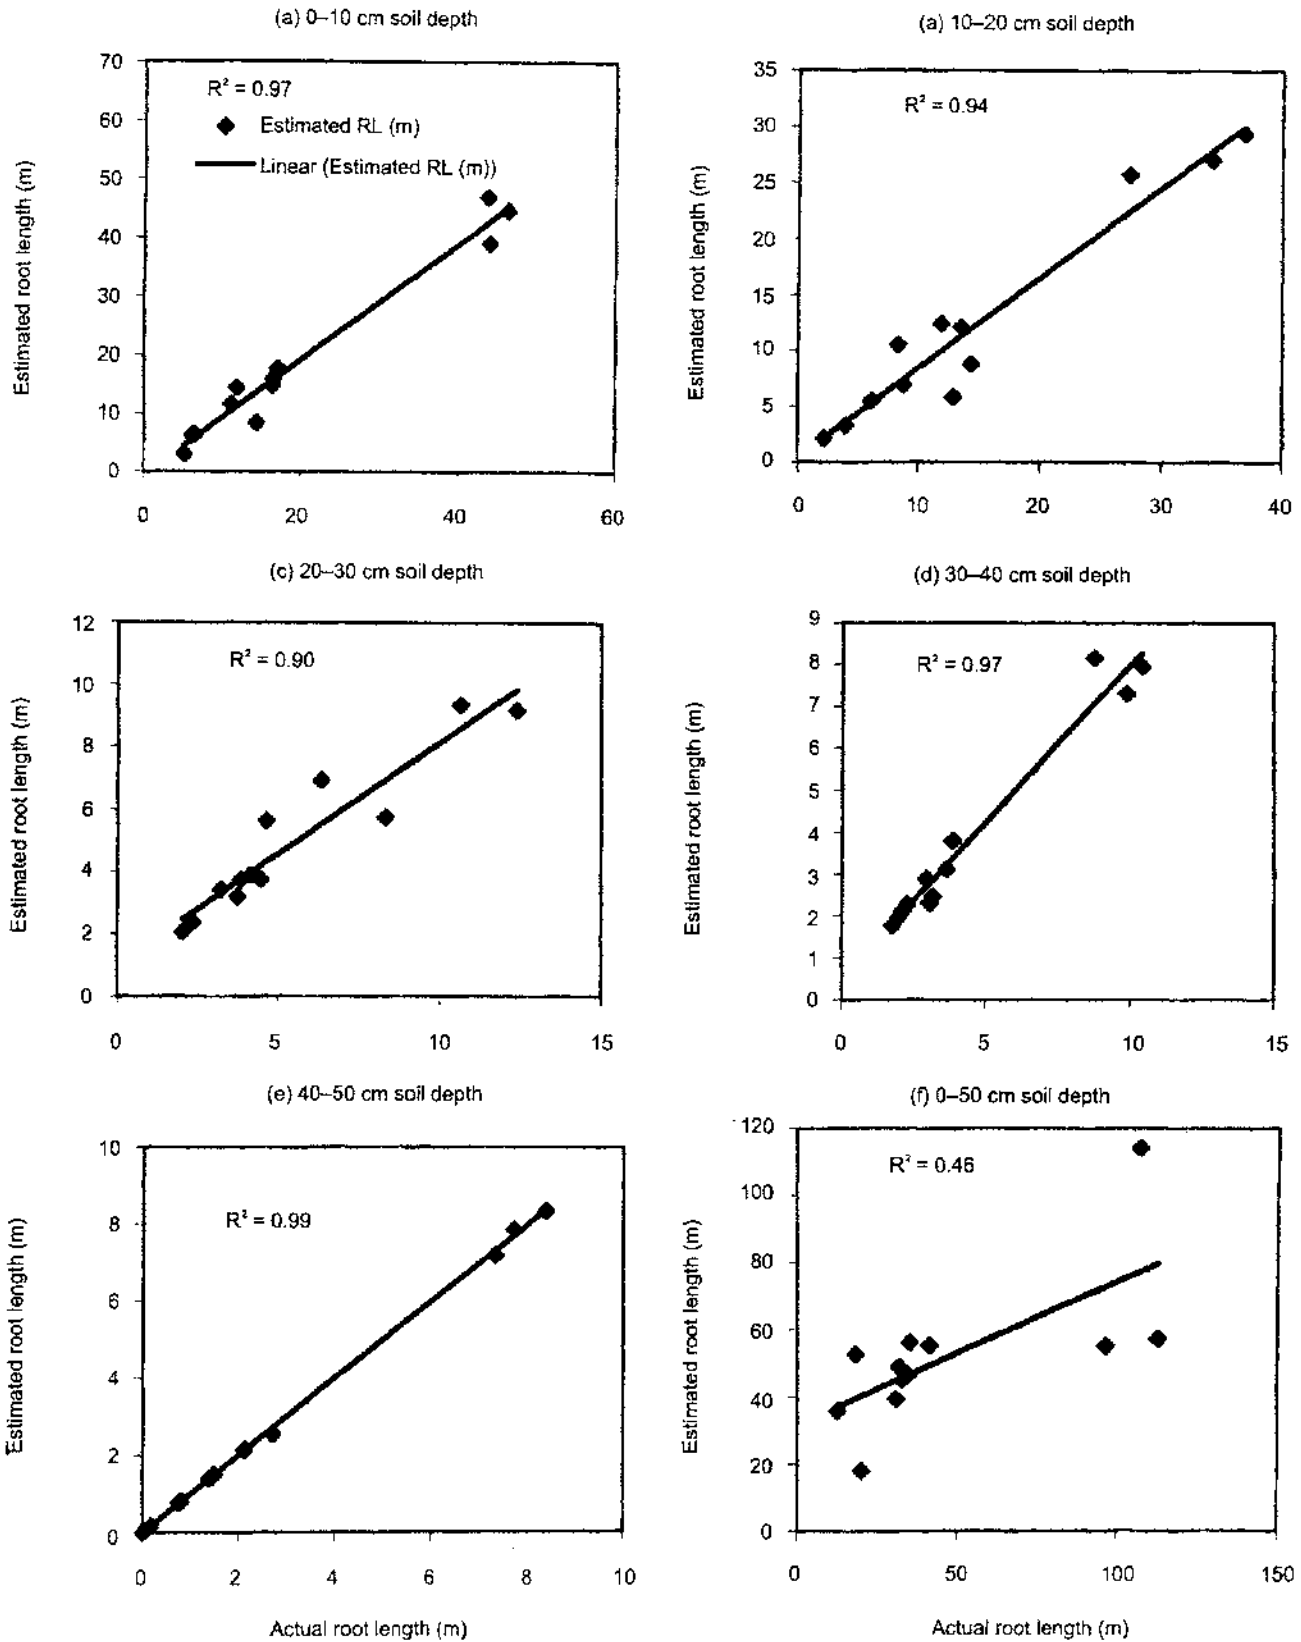 (a) 0–10 cm soil depth
R² = 0.97
Estimated RL (m)
Linear (Estimated RL (m))
Estimated root length (m)
70
60
50
40
30
20
10
0
0 20 40 60
(a) 10–20 cm soil depth
R² = 0.94
Estimated root length (m)
35
30
25
20
15
10
5
0
0 10 20 30 40
(c) 20–30 cm soil depth
R² = 0.90
Estimated root length (m)
12
10
8
6
4
2
0
0 5 10 15
(d) 30–40 cm soil depth
R² = 0.97
Estimated root length (m)
9
8
7
6
5
4
3
2
1
0
0 5 10 15
(e) 40–50 cm soil depth
R² = 0.99
Estimated root length (m)
10
8
6
4
2
0
0 2 4 6 8 10
Actual root length (m)
(f) 0–50 cm soil depth
R² = 0.46
Estimated root length (m)
120
100
80
60
40
20
0
0 50 100 150
Actual root length (m)